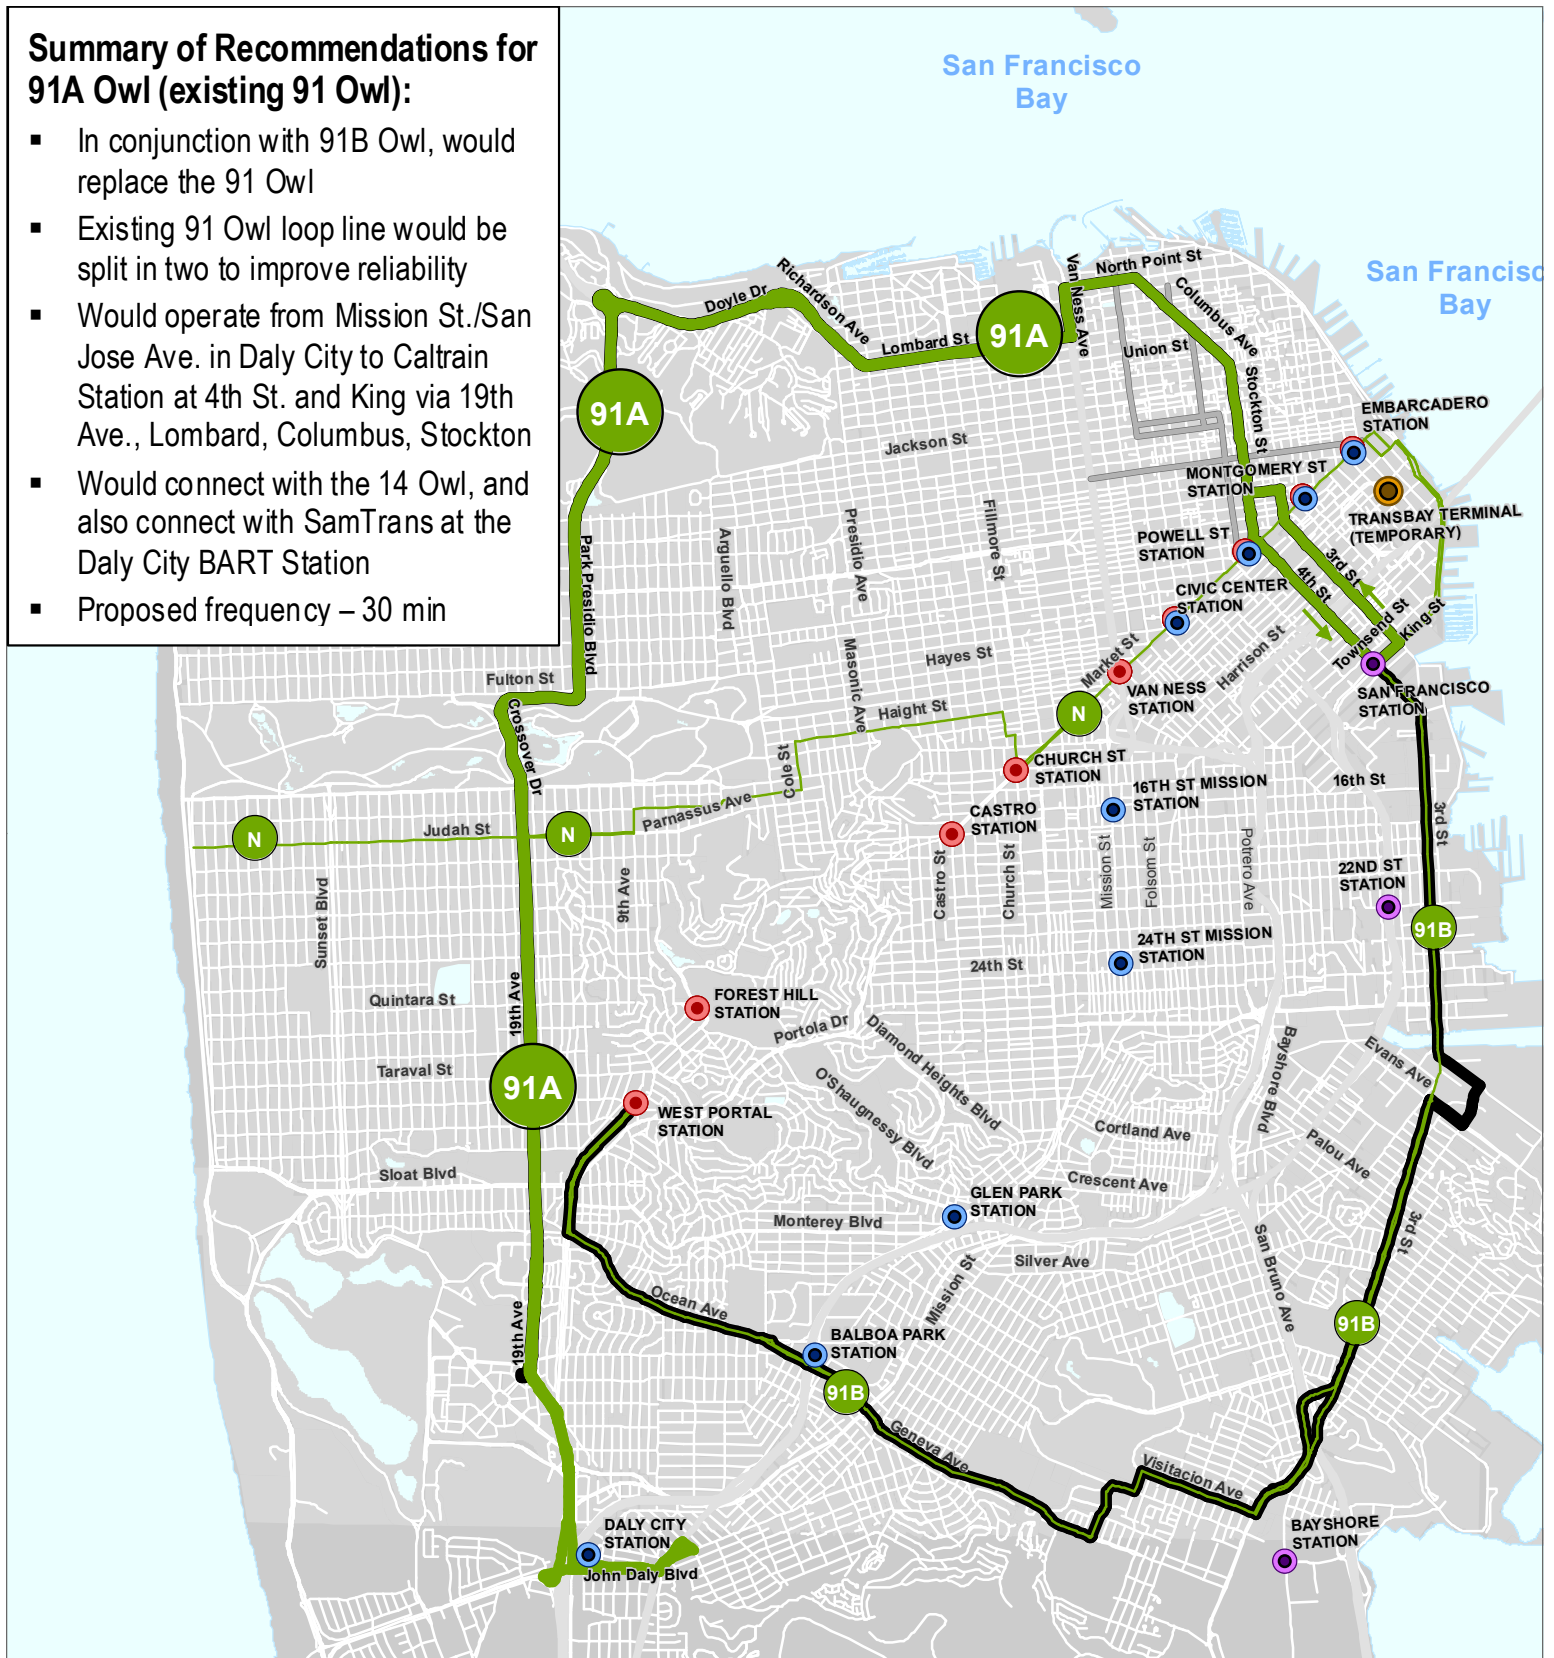 Summary of Recommendations for
91A Owl (existing 91 Owl):
▪ In conjunction with 91B Owl, would
replace the 91 Owl
▪ Existing 91 Owl loop line would be
split in two to improve reliability
▪ Would operate from Mission St./San
Jose Ave. in Daly City to Caltrain
Station at 4th St. and King via 19th
Ave., Lombard, Columbus, Stockton
▪ Would connect with the 14 Owl, and
also connect with SamTrans at the
Daly City BART Station
▪ Proposed frequency – 30 min
San Francisco
Bay
San Francisco
Bay
Doyle Dr
Richardson Ave
Lombard St
91A
Van Ness Ave
North Point St
Columbus Ave
Union St
Stockton St
91A
Jackson St
EMBARCADERO
STATION
MONTGOMERY ST
STATION
TRANSBAY TERMINAL
(TEMPORARY)
POWELL ST
STATION
CIVIC CENTER
STATION
3rd St
4th St
Townsend St
King St
Park Presidio Blvd
Arguello Blvd
Presidio Ave
Fillmore St
Masonic Ave
Hayes St
Market St
Harrison St
Fulton St
Crossover Dr
Haight St
N
VAN NESS
STATION
SAN FRANCISCO
STATION
Cole St
CHURCH ST
STATION
16TH ST MISSION
STATION
16th St
3rd St
CASTRO
STATION
N
Judah St
N
Parnassus Ave
Sunset Blvd
9th Ave
Castro St
Church St
Mission St
Folsom St
Potrero Ave
22ND ST
STATION
91B
24TH ST MISSION
STATION
24th St
Quintara St
19th Ave
FOREST HILL
STATION
Portola Dr
Diamond Heights Blvd
Bayshore Blvd
Evans Ave
Taraval St
91A
O'Shaugnessy Blvd
WEST PORTAL
STATION
Cortland Ave
Palou Ave
Sloat Blvd
Crescent Ave
GLEN PARK
STATION
Monterey Blvd
Silver Ave
3rd St
San Bruno Ave
Mission St
Ocean Ave
19th Ave
BALBOA PARK
STATION
91B
91B
Geneva Ave
Visitacion Ave
DALY CITY
STATION
John Daly Blvd
BAYSHORE
STATION